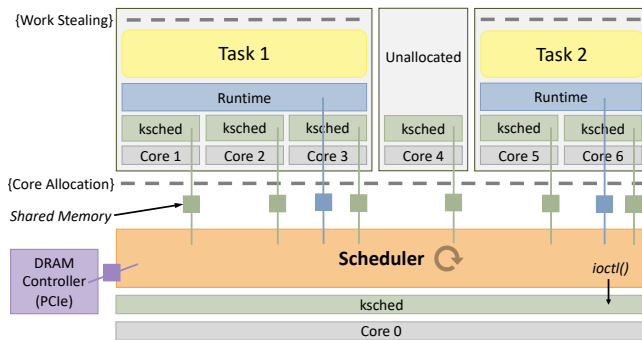 {Work Stealing}
Task 1
Unallocated
Task 2
Runtime
Runtime
ksched
ksched
ksched
ksched
ksched
ksched
Core 1
Core 2
Core 3
Core 4
Core 5
Core 6
{Core Allocation}
Shared Memory
DRAM
Controller
(PCIe)
Scheduler
ioctl()
ksched
Core 0